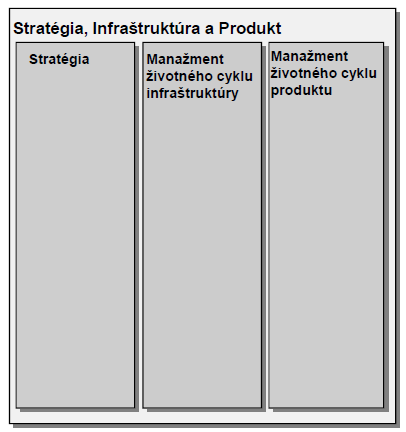 Stratégia, Infraštruktúra a Produkt
Stratégia
Manažment
životného cyklu
infraštruktúry
Manažment
životného cyklu
produktu